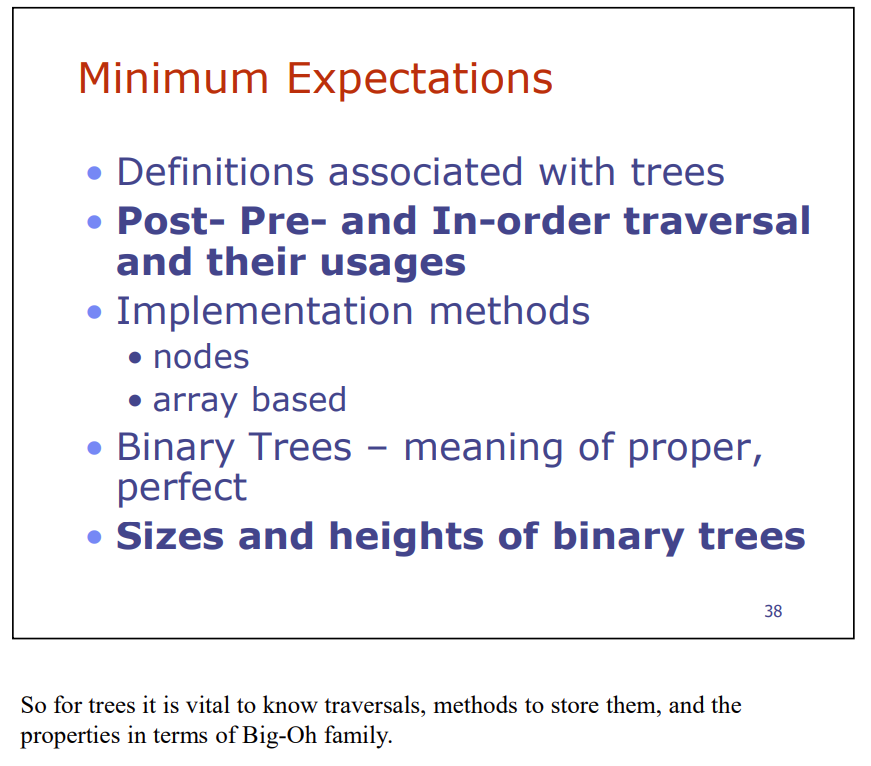 Minimum Expectations
• Definitions associated with trees
• Post- Pre- and In-order traversal
and their usages
• Implementation methods
• nodes
• array based
• Binary Trees – meaning of proper,
perfect
• Sizes and heights of binary trees
38
So for trees it is vital to know traversals, methods to store them, and the
properties in terms of Big-Oh family.